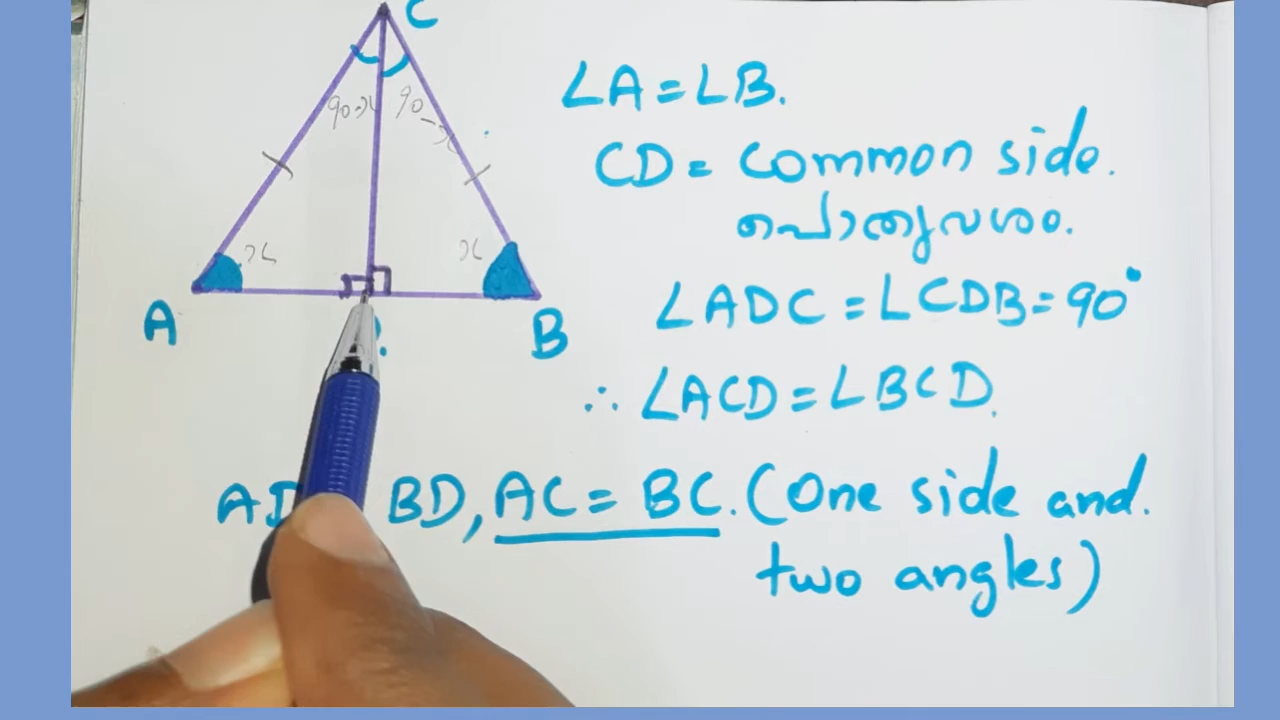 C
90-x 90-x
x x
A B
∠A=∠B.
CD= Common side.
പൊതുവശം.
∠ADC=∠CDB=90°
∴ ∠ACD=∠BCD.
AD BD, AC = BC. (One side and.
two angles)